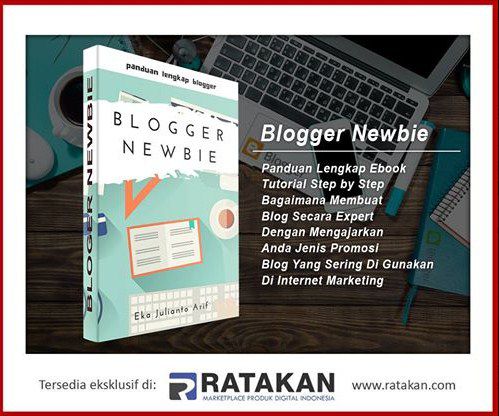 panduan lengkap blogger
BLOGGER
NEWBIE
BLOGER NEWBIE
Eka Julianto Arif
Blogger Newbie
Panduan Lengkap Ebook
Tutorial Step by Step
Bagaimana Membuat
Blog Secara Expert
Dengan Mengajarkan
Anda Jenis Promosi
Blog Yang Sering Di Gunakan
Di Internet Marketing
Tersedia eksklusif di:
RATAKAN
MARKETPLACE PRODUK DIGITAL INDONESIA
www.ratakan.com